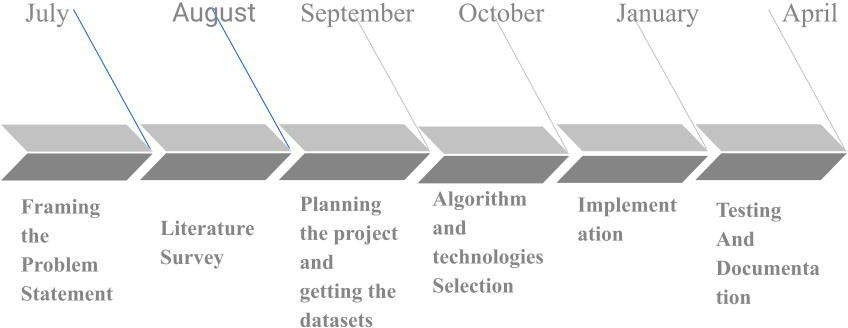 July
August
September
October
January
April
Framing
the
Problem
Statement
Literature
Survey
Planning
the project
and
getting the
datasets
Algorithm
and
technologies
Selection
Implement
ation
Testing
And
Documenta
tion